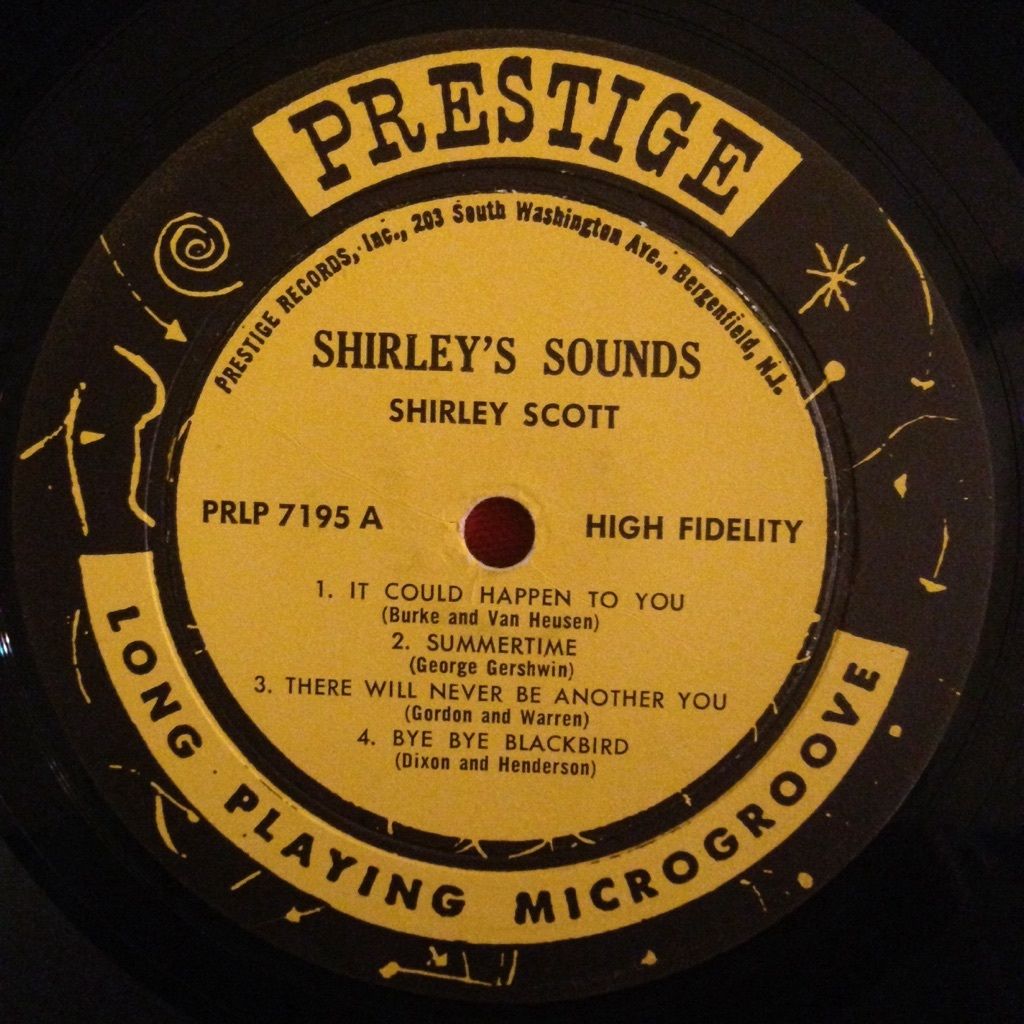 PRESTIGE
PRESTIGE RECORDS, Inc., 203 South Washington Ave., Bergenfield, N.J.
SHIRLEY'S SOUNDS
SHIRLEY SCOTT
PRLP 7195 A
HIGH FIDELITY
1. IT COULD HAPPEN TO YOU
(Burke and Van Heusen)
2. SUMMERTIME
(George Gershwin)
3. THERE WILL NEVER BE ANOTHER YOU
(Gordon and Warren)
4. BYE BYE BLACKBIRD
(Dixon and Henderson)
LONG PLAYING MICROGROOVE